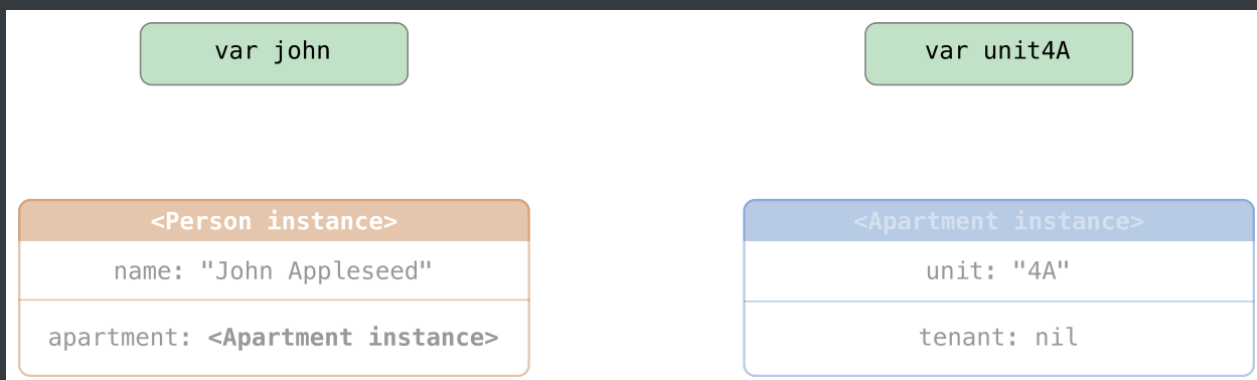 var john
var unit4A
<Person instance>
name: "John Appleseed"
apartment: <Apartment instance>
<Apartment instance>
unit: "4A"
tenant: nil